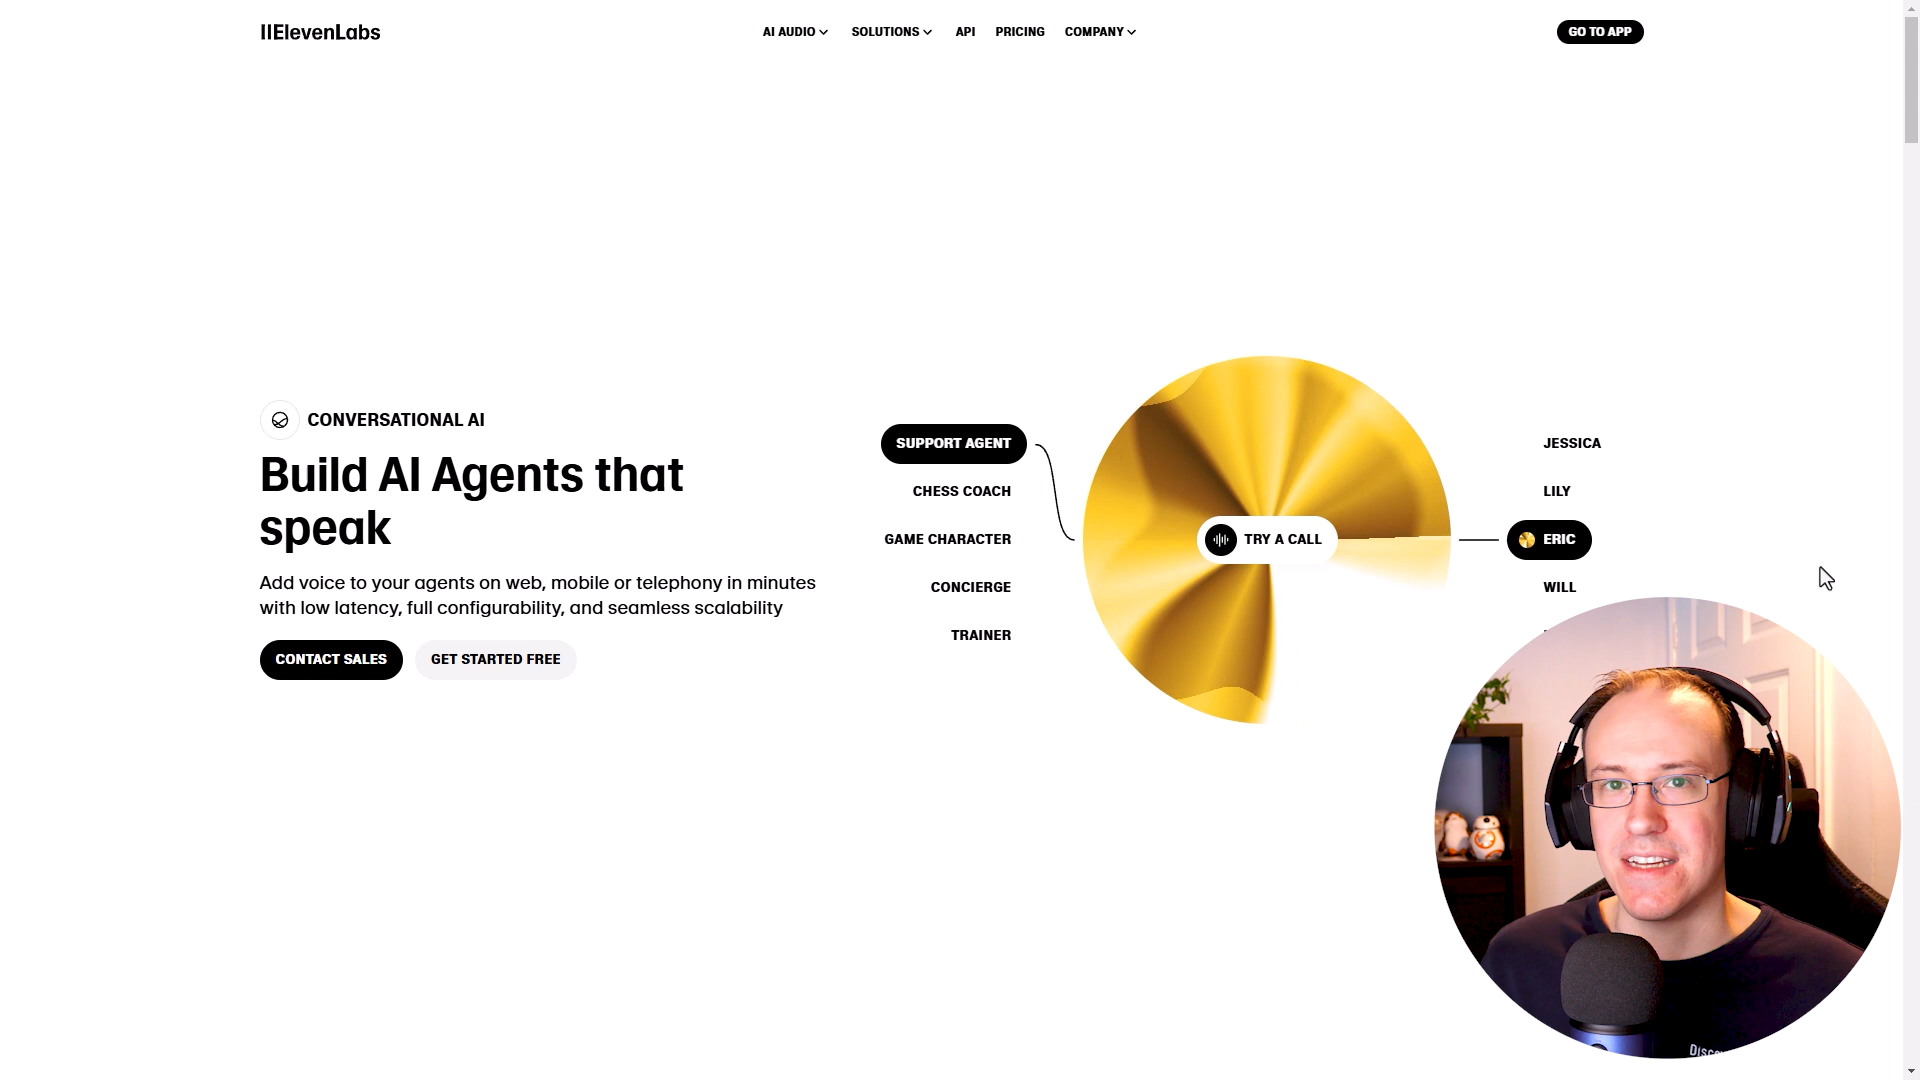 IIElevenLabs
AI AUDIO
SOLUTIONS
API
PRICING
COMPANY
GO TO APP
CONVERSATIONAL AI
Build AI Agents that
speak
Add voice to your agents on web, mobile or telephony in minutes
with low latency, full configurability, and seamless scalability
CONTACT SALES
GET STARTED FREE
SUPPORT AGENT
CHESS COACH
GAME CHARACTER
CONCIERGE
TRAINER
TRY A CALL
JESSICA
LILY
ERIC
WILL